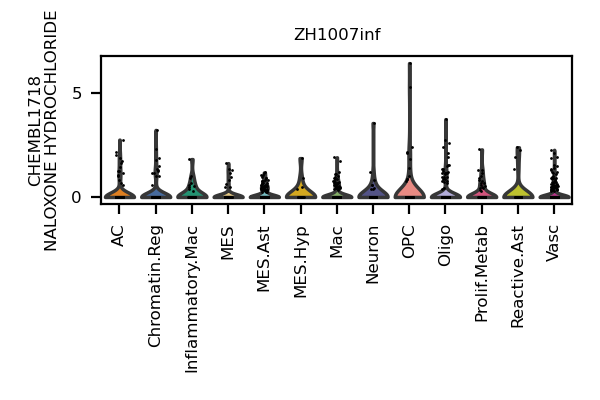 ZH1007inf
CHEMBL1718
NALOXONE HYDROCHLORIDE
5
0
AC
Chromatin.Reg
Inflammatory.Mac
MES
MES.Ast
MES.Hyp
Mac
Neuron
OPC
Oligo
Prolif.Metab
Reactive.Ast
Vasc